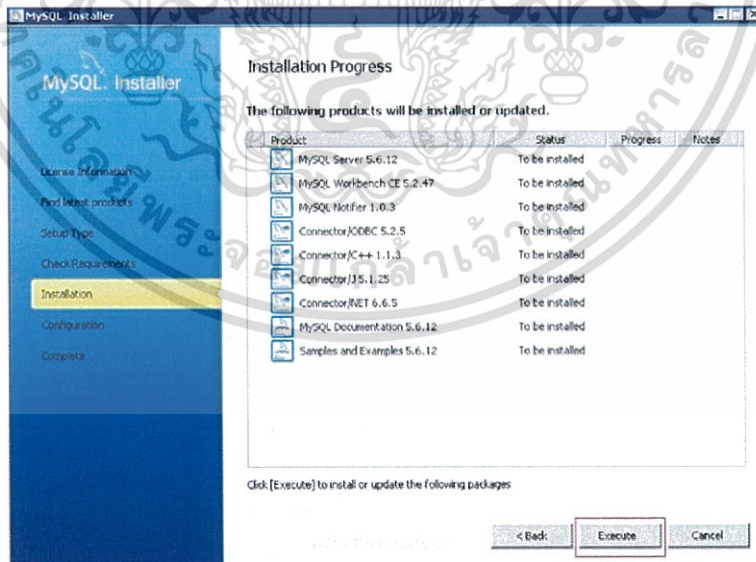 MySQL Installer
MySQL. Installer
License Information
Find latest products
Setup Type
Check Requirements
Installation
Configuration
Complete
Installation Progress
The following products will be installed or updated.
Product Status Progress Notes
MySQL Server 5.6.12 To be installed
MySQL Workbench CE 5.2.47 To be installed
MySQL Notifier 1.0.3 To be installed
Connector/ODBC 5.2.5 To be installed
Connector/C++ 1.1.3 To be installed
Connector/J 5.1.25 To be installed
Connector/NET 6.6.5 To be installed
MySQL Documentation 5.6.12 To be installed
Samples and Examples 5.6.12 To be installed
Click [Execute] to install or update the following packages
< Back Execute Cancel